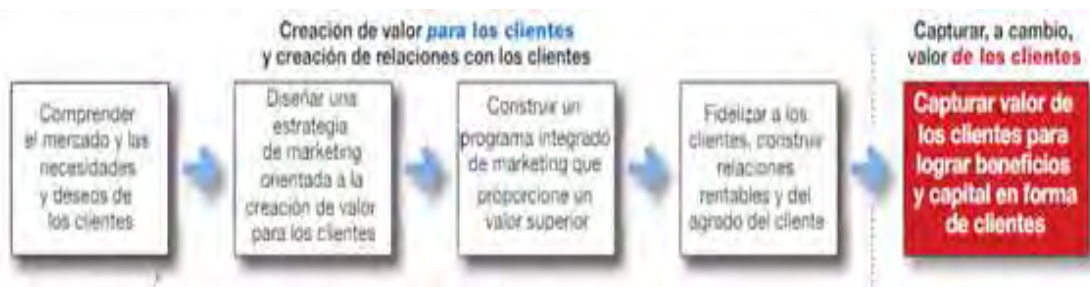 Creación de valor para los clientes
y creación de relaciones con los clientes
Capturar, a cambio,
valor de los clientes
Comprender
el mercado y las
necesidades
y deseos de
los clientes
Diseñar una
estrategia
de marketing
orientada a la
creación de valor
para los clientes
Construir un
programa integrado
de marketing que
proporcione un
valor superior
Fidelizar a los
clientes, construir
relaciones
rentables y del
agrado del cliente
Capturar valor de
los clientes para
lograr beneficios
y capital en forma
de clientes